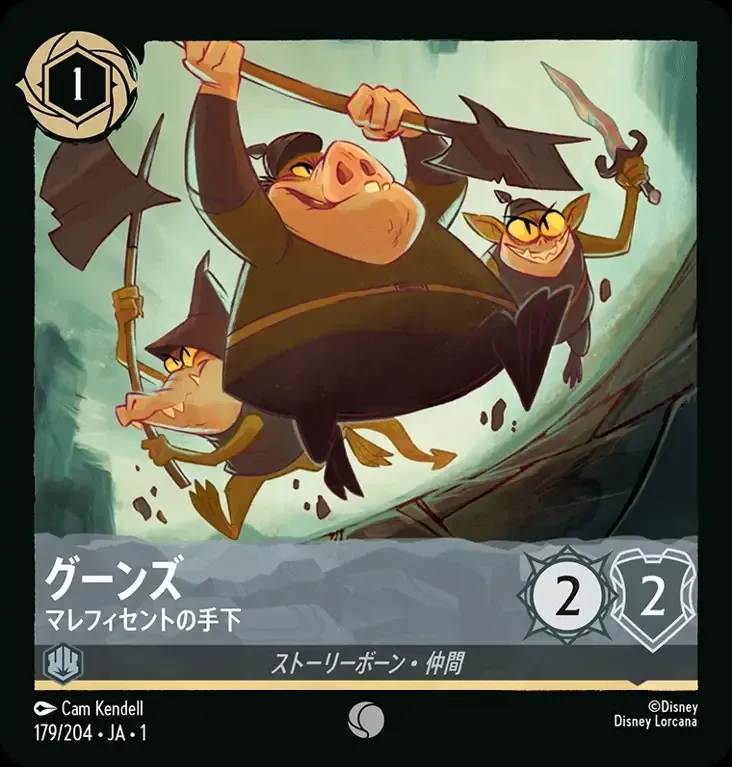 1
グーンズ
マレフィセントの手下
2 2
ストーリーボーン・仲間
Cam Kendell
179/204・JA・1
©Disney
Disney Lorcana